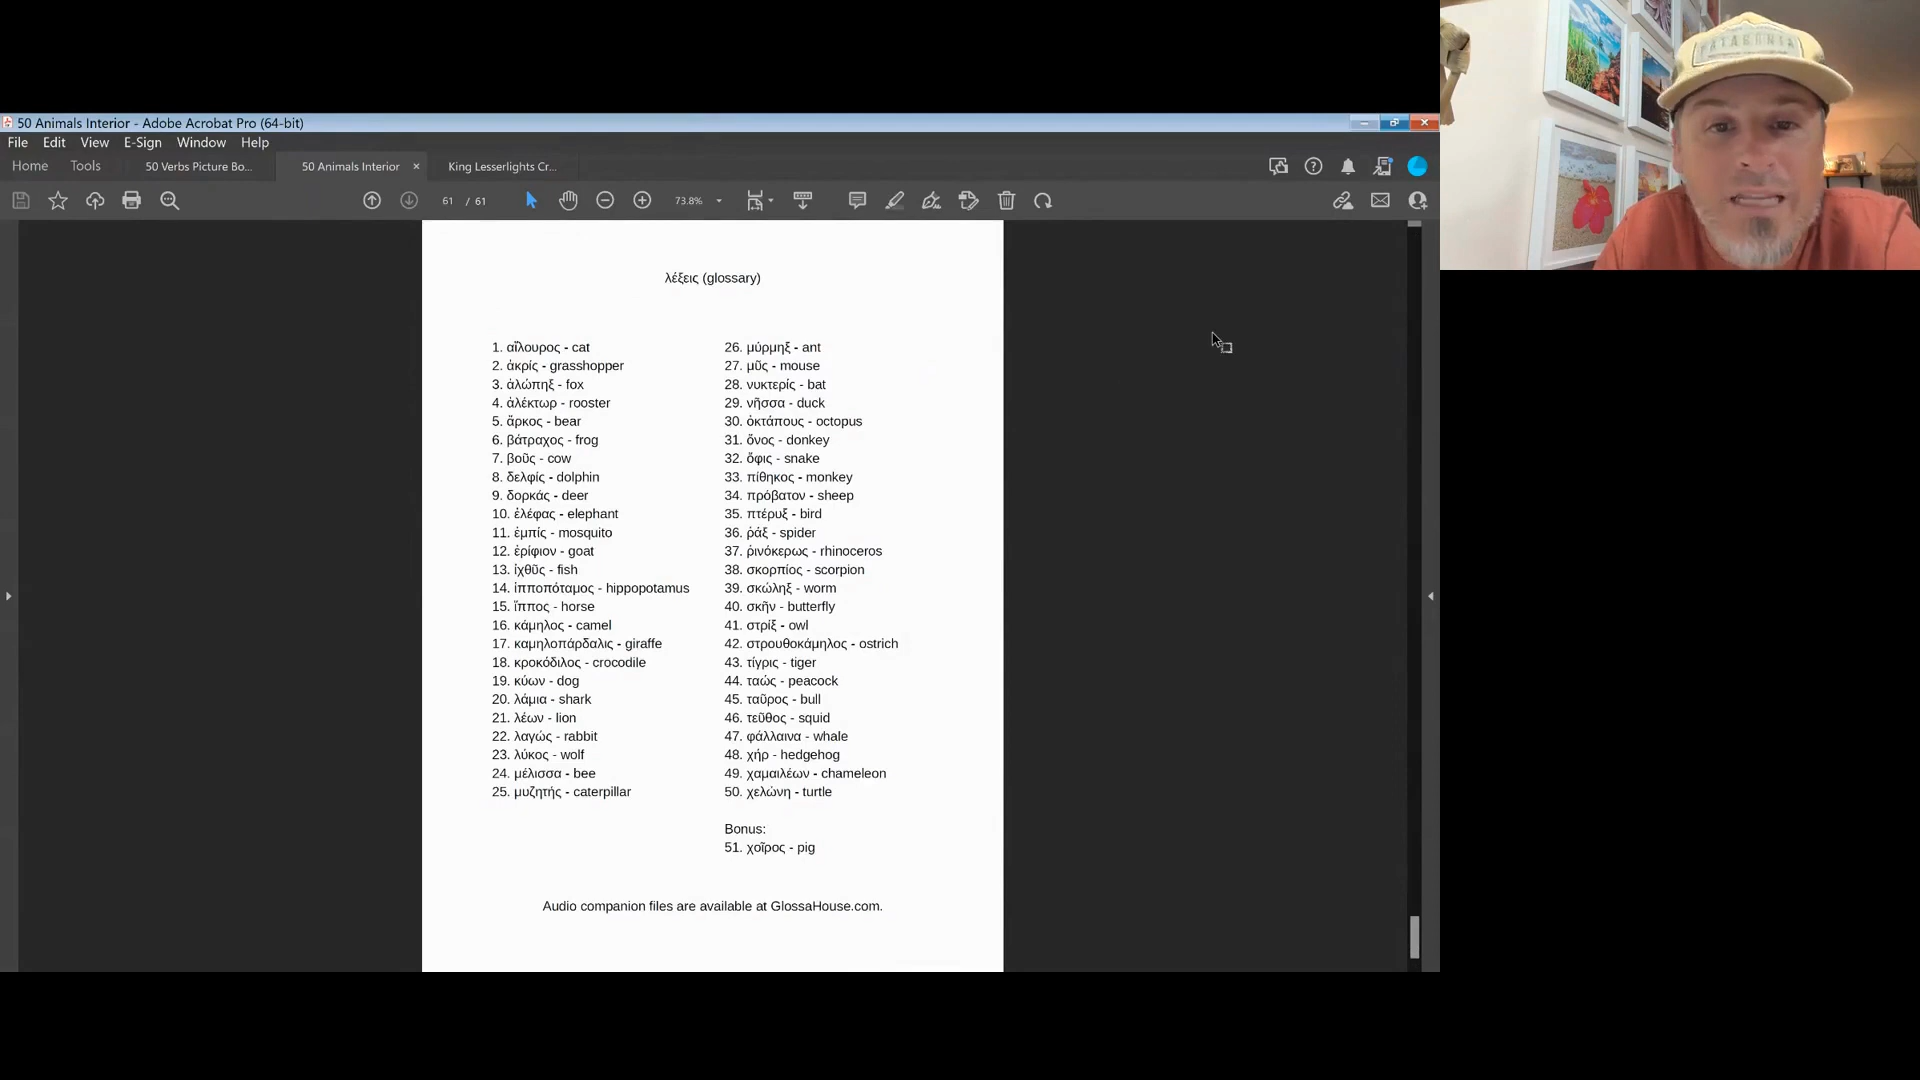 PATAGONIA
50 Animals Interior - Adobe Acrobat Pro (64-bit)
File Edit View E-Sign Window Help
Home Tools 50 Verbs Picture Bo... 50 Animals Interior King Lesserlights Cr...
61 / 61 73.8%
λέξεις (glossary)
1. αἴλουρος - cat
2. ἀκρίς - grasshopper
3. ἀλώπηξ - fox
4. ἀλέκτωρ - rooster
5. ἄρκος - bear
6. βάτραχος - frog
7. βοῦς - cow
8. δελφίς - dolphin
9. δορκάς - deer
10. ἐλέφας - elephant
11. ἐμπίς - mosquito
12. ἐρίφιον - goat
13. ἰχθῦς - fish
14. ἱπποπόταμος - hippopotamus
15. ἵππος - horse
16. κάμηλος - camel
17. καμηλοπάρδαλις - giraffe
18. κροκόδιλος - crocodile
19. κύων - dog
20. λάμια - shark
21. λέων - lion
22. λαγώς - rabbit
23. λύκος - wolf
24. μέλισσα - bee
25. μυζητής - caterpillar
26. μύρμηξ - ant
27. μῦς - mouse
28. νυκτερίς - bat
29. νῆσσα - duck
30. ὀκτάπους - octopus
31. ὄνος - donkey
32. ὄφις - snake
33. πίθηκος - monkey
34. πρόβατον - sheep
35. πτέρυξ - bird
36. ῥάξ - spider
37. ῥινόκερως - rhinoceros
38. σκορπίος - scorpion
39. σκώληξ - worm
40. σκῆν - butterfly
41. στρίξ - owl
42. στρουθοκάμηλος - ostrich
43. τίγρις - tiger
44. ταώς - peacock
45. ταῦρος - bull
46. τεῦθος - squid
47. φάλλαινα - whale
48. χήρ - hedgehog
49. χαμαιλέων - chameleon
50. χελώνη - turtle
Bonus:
51. χοῖρος - pig
Audio companion files are available at GlossaHouse.com.